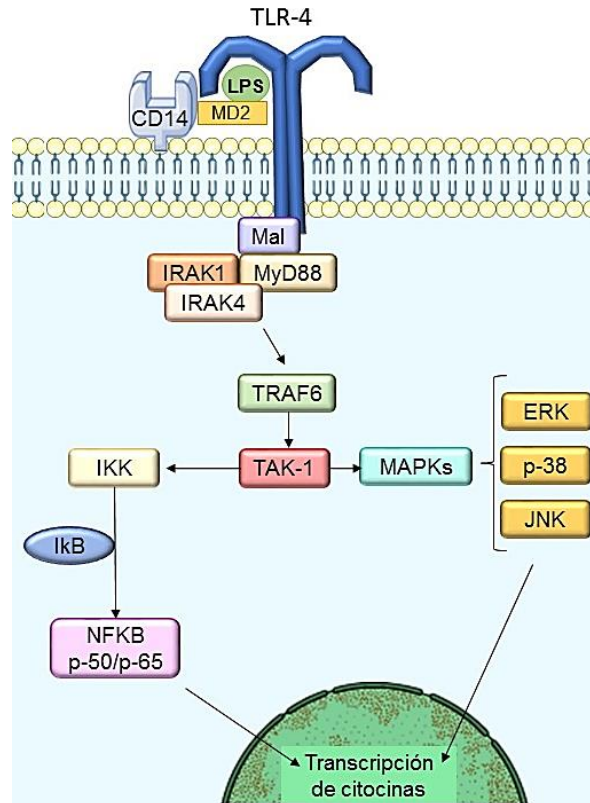 TLR-4
LPS
CD14
MD2
Mal
IRAK1
MyD88
IRAK4
TRAF6
ERK
IKK
TAK-1
MAPKs
p-38
JNK
IkB
NFKB
p-50/p-65
Transcripción
de citocinas